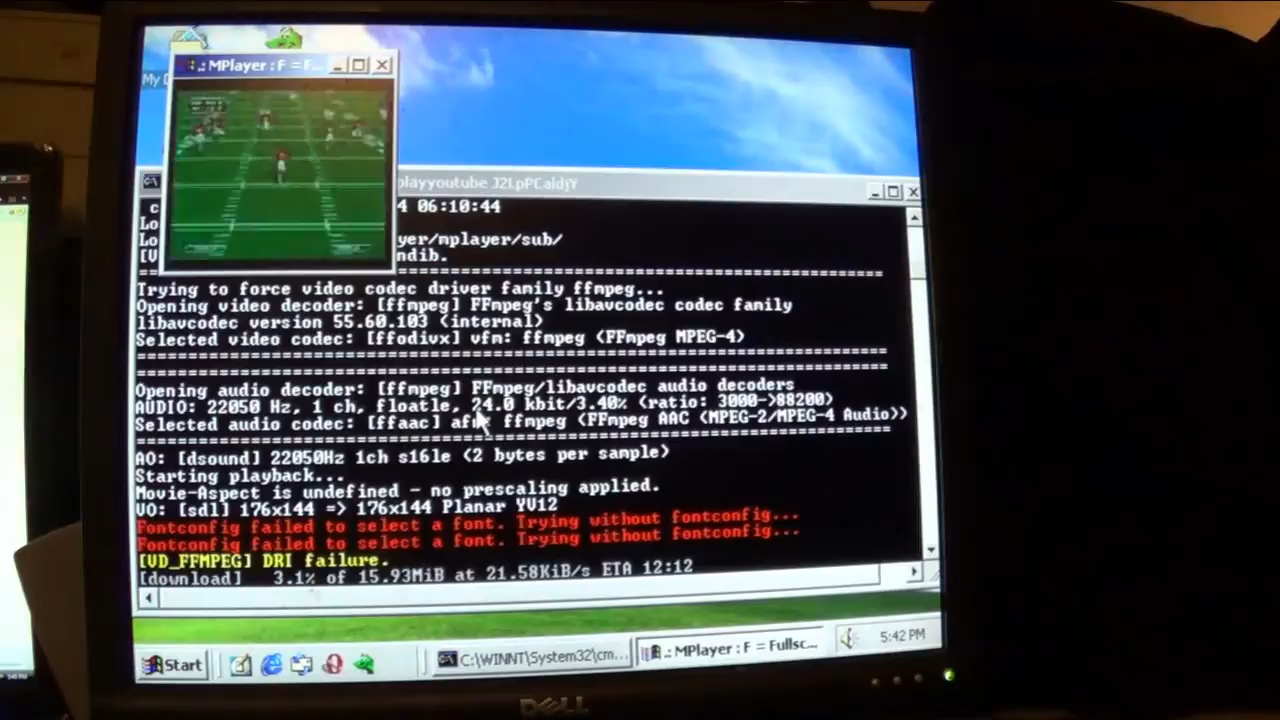 My
.: MPlayer : F = F...
playyoutube J2LpPCaldjY
4 06:10:44
Lo
Lo yer/mplayer/sub/
[V ndib.
==========================================================================
Trying to force video codec driver family ffmpeg...
Opening video decoder: [ffmpeg] FFmpeg's libavcodec codec family
libavcodec version 55.60.103 (internal)
Selected video codec: [ffodivx] vfm: ffmpeg (FFmpeg MPEG-4)
==========================================================================
==========================================================================
Opening audio decoder: [ffmpeg] FFmpeg/libavcodec audio decoders
AUDIO: 22050 Hz, 1 ch, floatle, 24.0 kbit/3.40% (ratio: 3000->88200)
Selected audio codec: [ffaac] afm: ffmpeg (FFmpeg AAC (MPEG-2/MPEG-4 Audio))
==========================================================================
AO: [dsound] 22050Hz 1ch s16le (2 bytes per sample)
Starting playback...
Movie-Aspect is undefined - no prescaling applied.
VO: [sdl] 176x144 => 176x144 Planar YV12
Fontconfig failed to select a font. Trying without fontconfig...
Fontconfig failed to select a font. Trying without fontconfig...
[VD_FFMPEG] DRI failure.
[download] 3.1% of 15.93MiB at 21.58KiB/s ETA 12:12
Start
C:\WINNT\System32\cm...
.: MPlayer : F = Fullsc...
5:42 PM
DELL